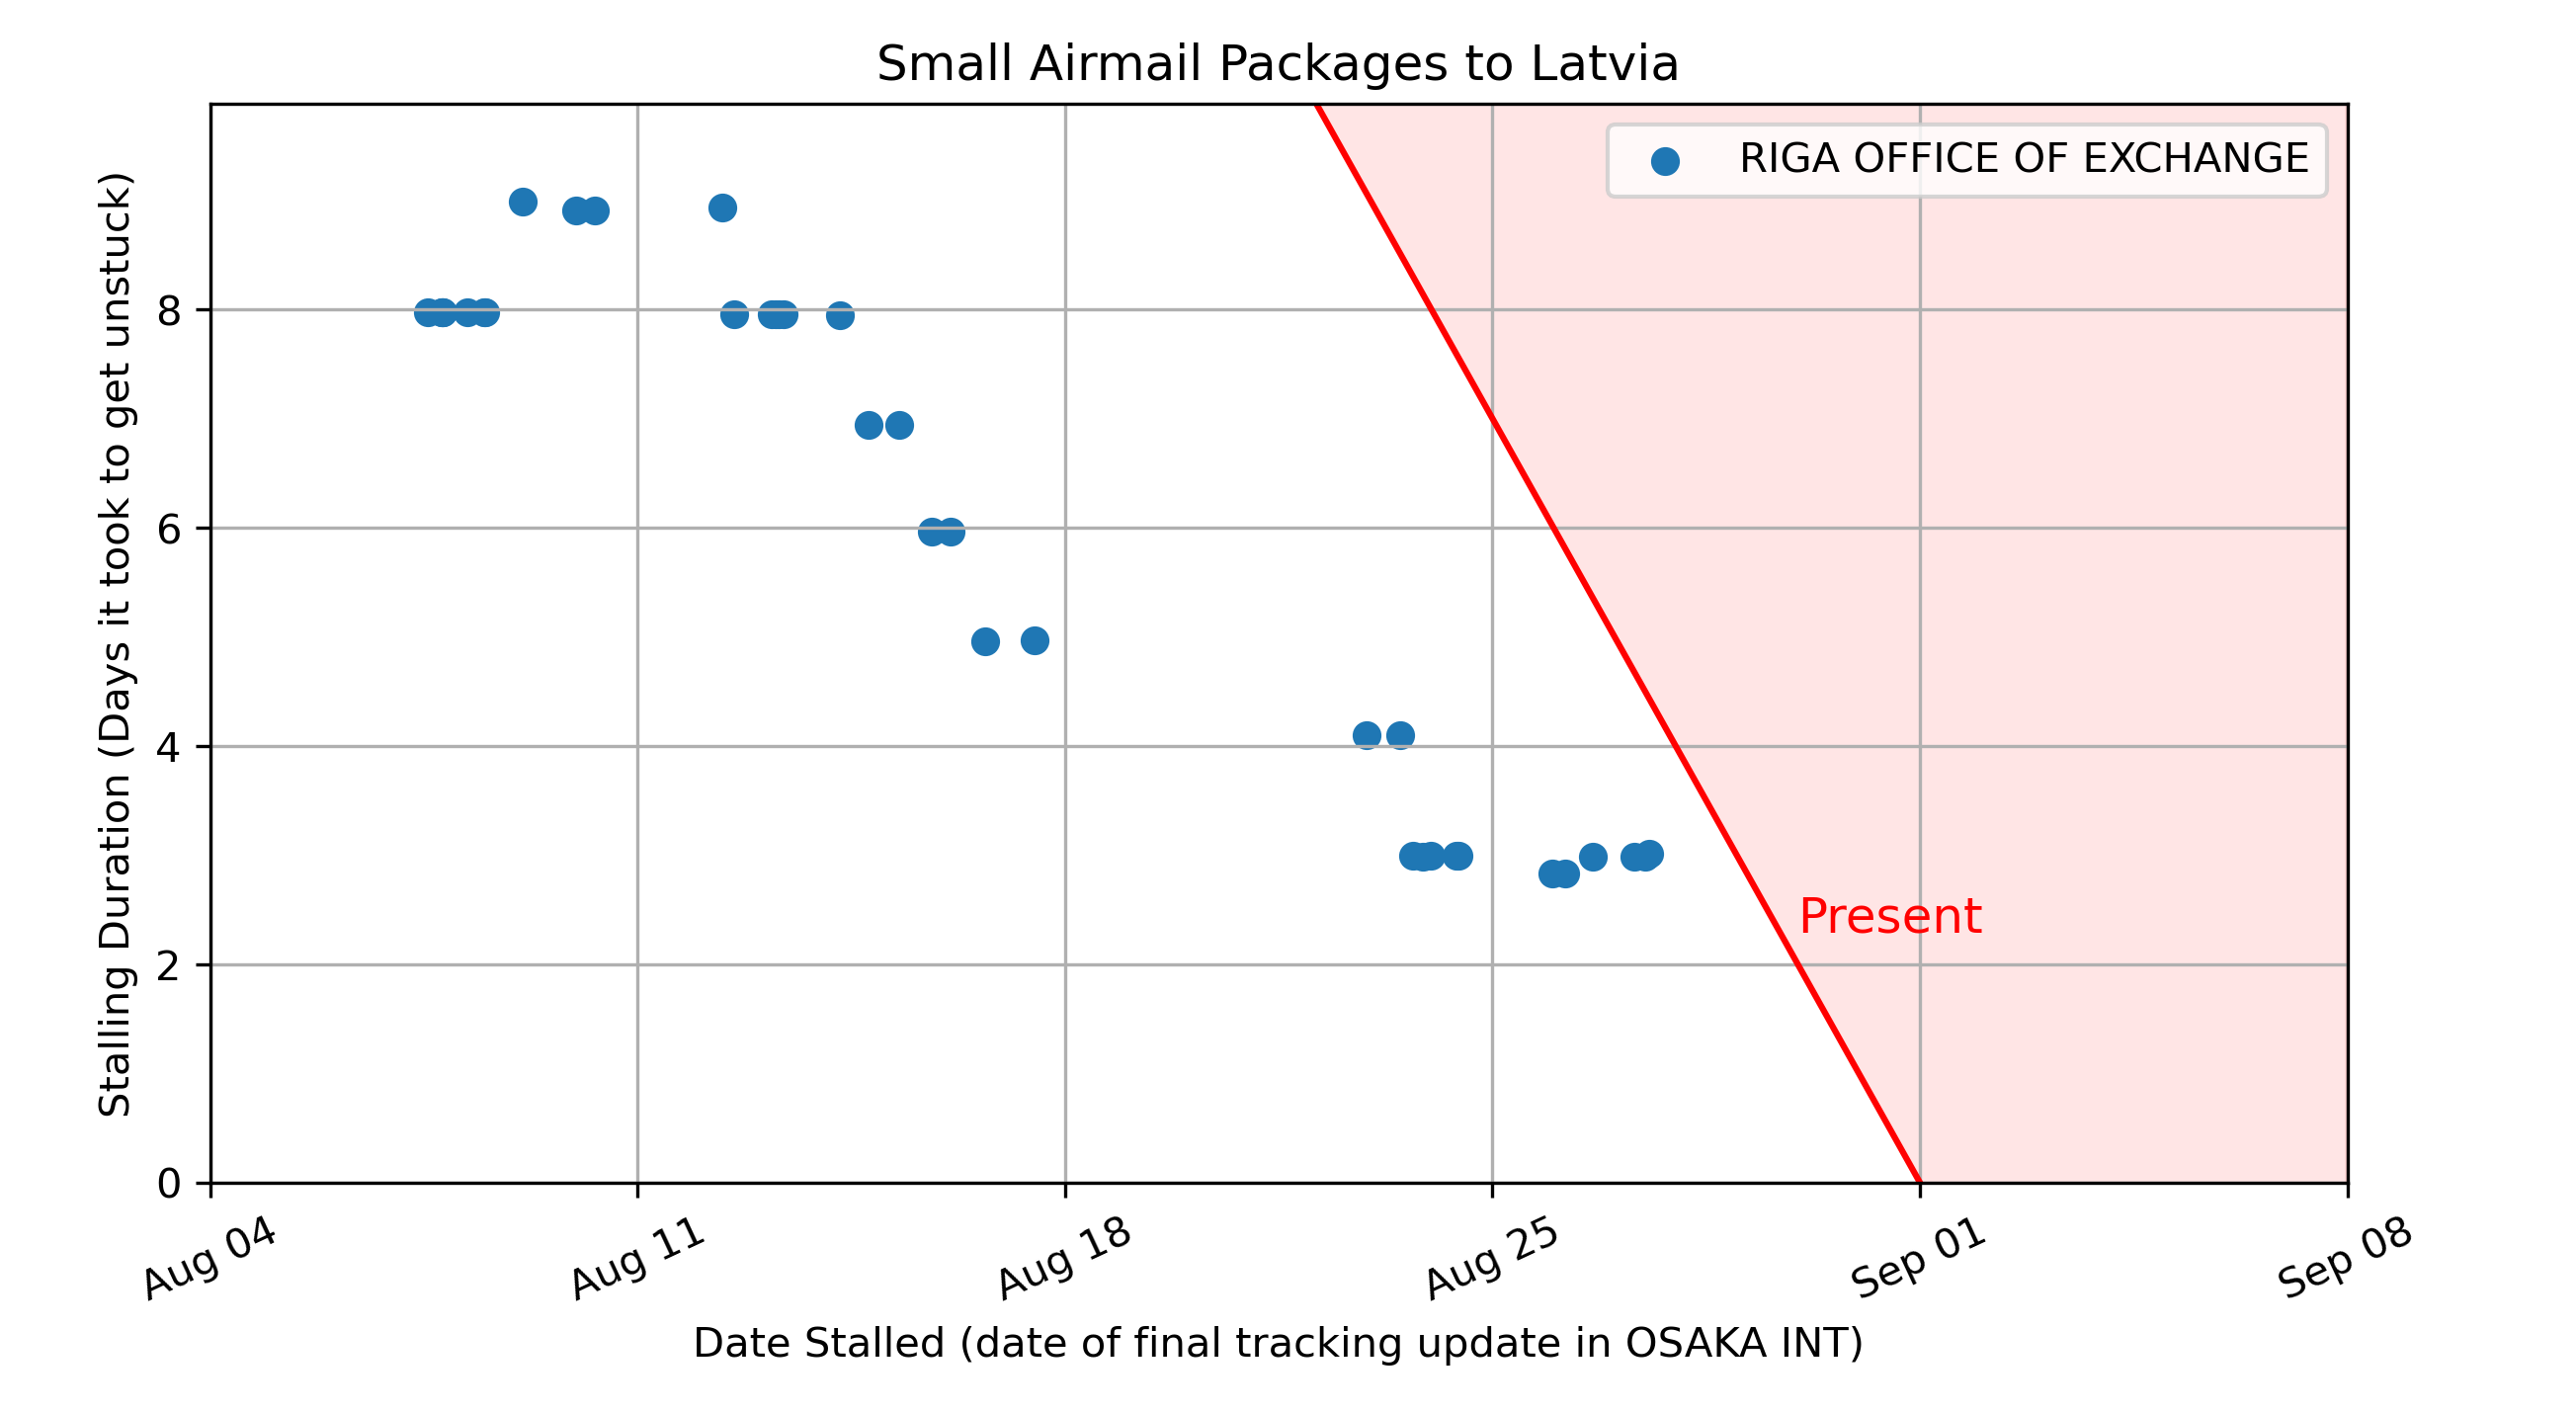 Small Airmail Packages to Latvia
RIGA OFFICE OF EXCHANGE
Stalling Duration (Days it took to get unstuck)
8
6
4
2
0
Present
Aug 04
Aug 11
Aug 18
Aug 25
Sep 01
Sep 08
Date Stalled (date of final tracking update in OSAKA INT)